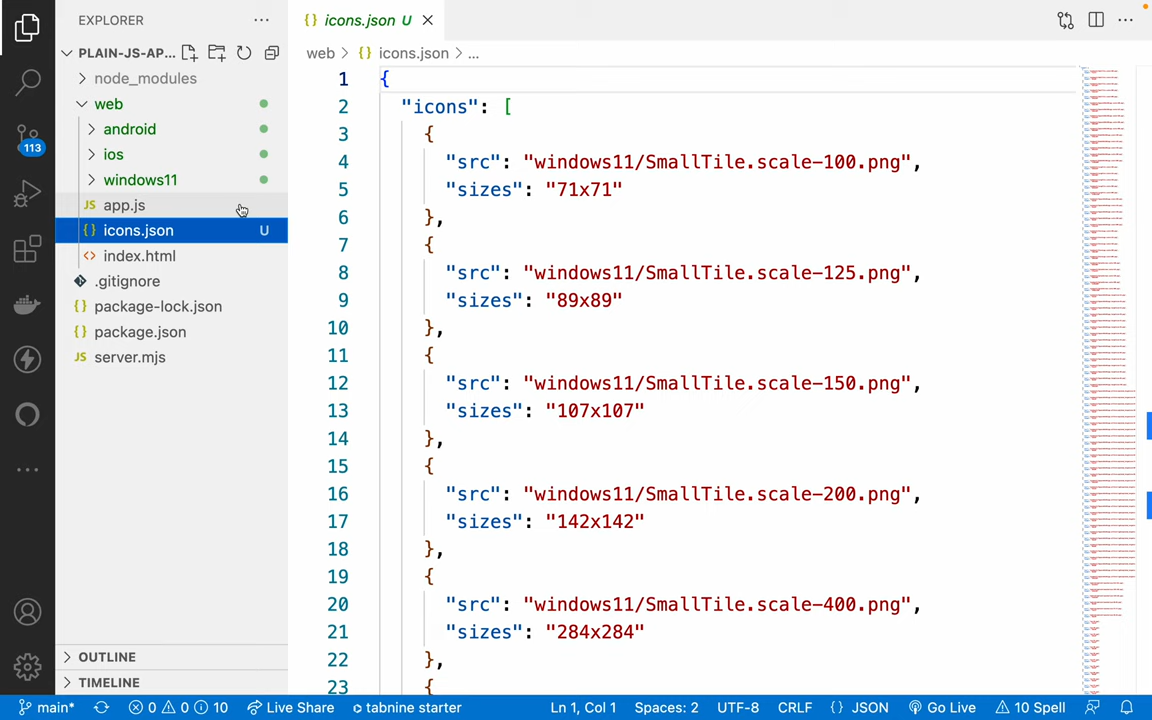 EXPLORER
PLAIN-JS-AP...
node_modules
web
android
ios
windows11
app.js
icons.json U
index.html
.gitignore
package-lock.json
package.json
server.mjs
OUTLINE
TIMELINE
113
{} icons.json U
web > {} icons.json > ...
1 {
2 "icons": [
3 {
4 "src": "windows11/SmallTile.scale-100.png",
5 "sizes": "71x71"
6 },
7 {
8 "src": "windows11/SmallTile.scale-125.png",
9 "sizes": "89x89"
10 },
11 {
12 "src": "windows11/SmallTile.scale-150.png",
13 "sizes": "107x107"
14 },
15 {
16 "src": "windows11/SmallTile.scale-200.png",
17 "sizes": "142x142"
18 },
19 {
20 "src": "windows11/SmallTile.scale-400.png",
21 "sizes": "284x284"
22 },
23 {
main* 0 0 10 Live Share tabnine starter Ln 1, Col 1 Spaces: 2 UTF-8 CRLF {} JSON Go Live 10 Spell